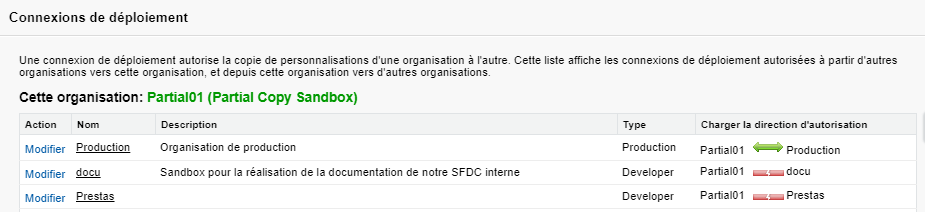 Connexions de déploiement
Une connexion de déploiement autorise la copie de personnalisations d'une organisation à l'autre. Cette liste affiche les connexions de déploiement autorisées à partir d'autres
organisations vers cette organisation, et depuis cette organisation vers d'autres organisations.
Cette organisation: Partial01 (Partial Copy Sandbox)
Action Nom Description Type Charger la direction d'autorisation
Modifier Production Organisation de production Production Partial01 Production
Modifier docu Sandbox pour la réalisation de la documentation de notre SFDC interne Developer Partial01 docu
Modifier Prestas Developer Partial01 Prestas